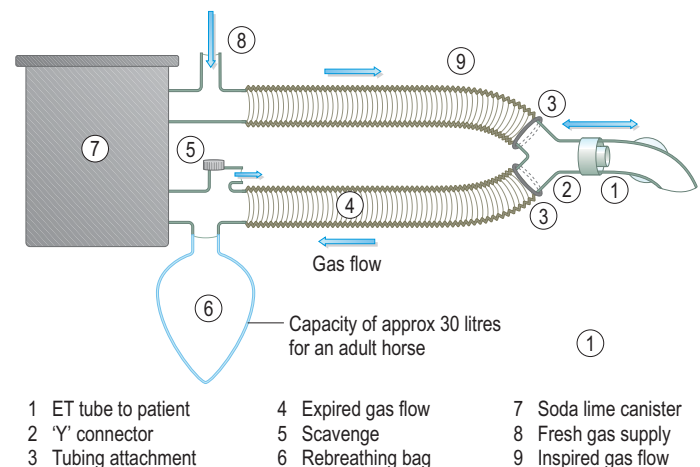 8
9
3
7
5
4
3
2
1
Gas flow
6
Capacity of approx 30 litres
for an adult horse
1
1 ET tube to patient
2 ‘Y’ connector
3 Tubing attachment
4 Expired gas flow
5 Scavenge
6 Rebreathing bag
7 Soda lime canister
8 Fresh gas supply
9 Inspired gas flow